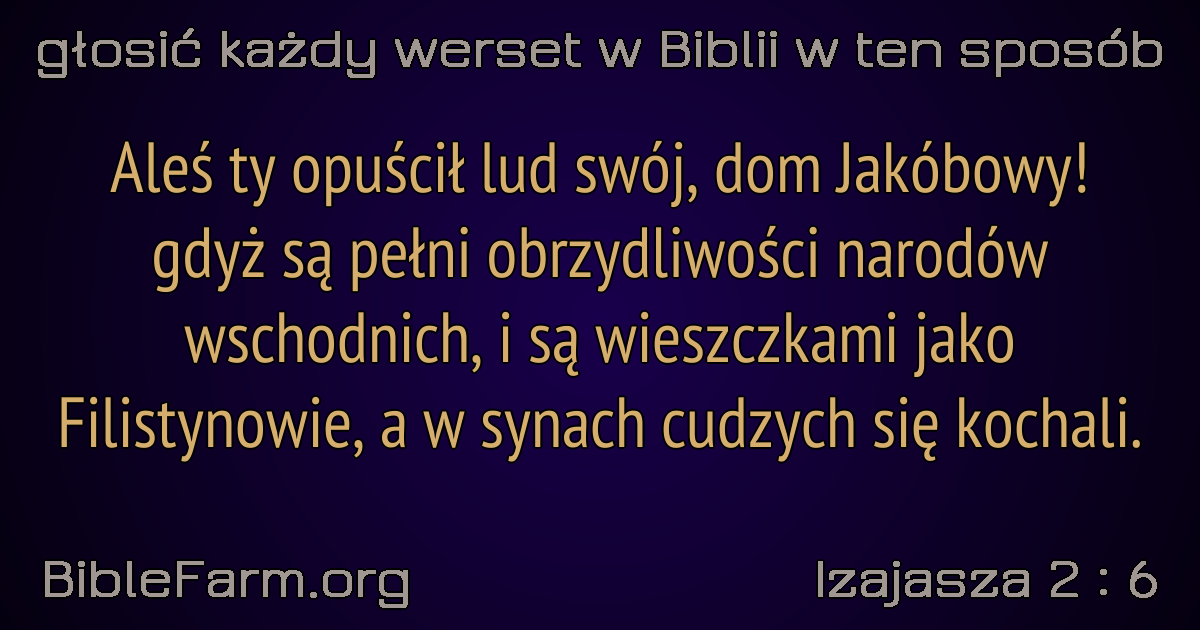 głosić każdy werset w Biblii w ten sposób
Aleś ty opuścił lud swój, dom Jakóbowy!
gdyż są pełni obrzydliwości narodów
wschodnich, i są wieszczkami jako
Filistynowie, a w synach cudzych się kochali.
BibleFarm.org
Izajasza 2 : 6